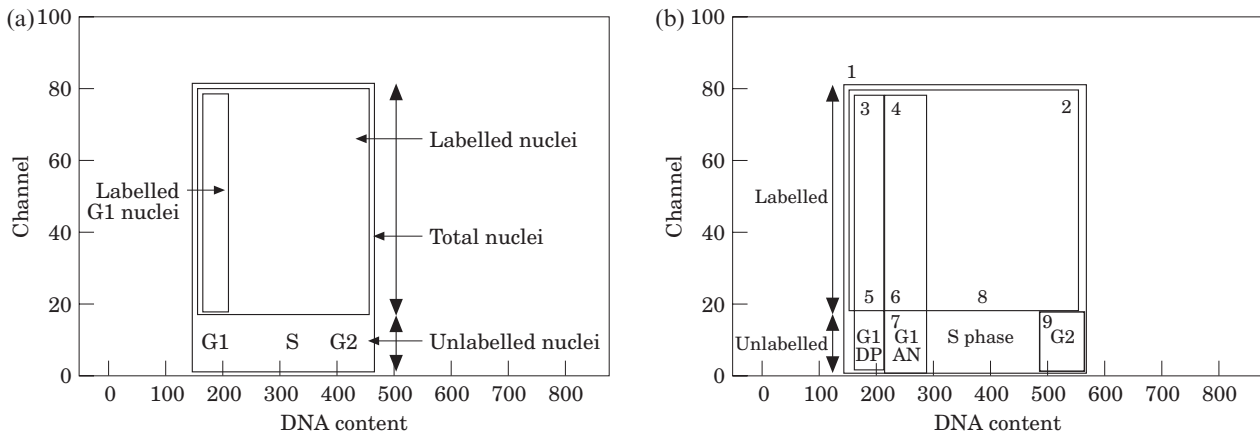 (a)
100
80
60
40
20
0
Channel
Labelled nuclei
Labelled
G1 nuclei
Total nuclei
Unlabelled nuclei
G1 S G2
0 100 200 300 400 500 600 700 800
DNA content
(b)
100
80
60
40
20
0
Channel
Labelled
Unlabelled
1
3 4 2
5 6 8
7 9
G1 G1 S phase G2
DP AN
0 100 200 300 400 500 600 700 800
DNA content